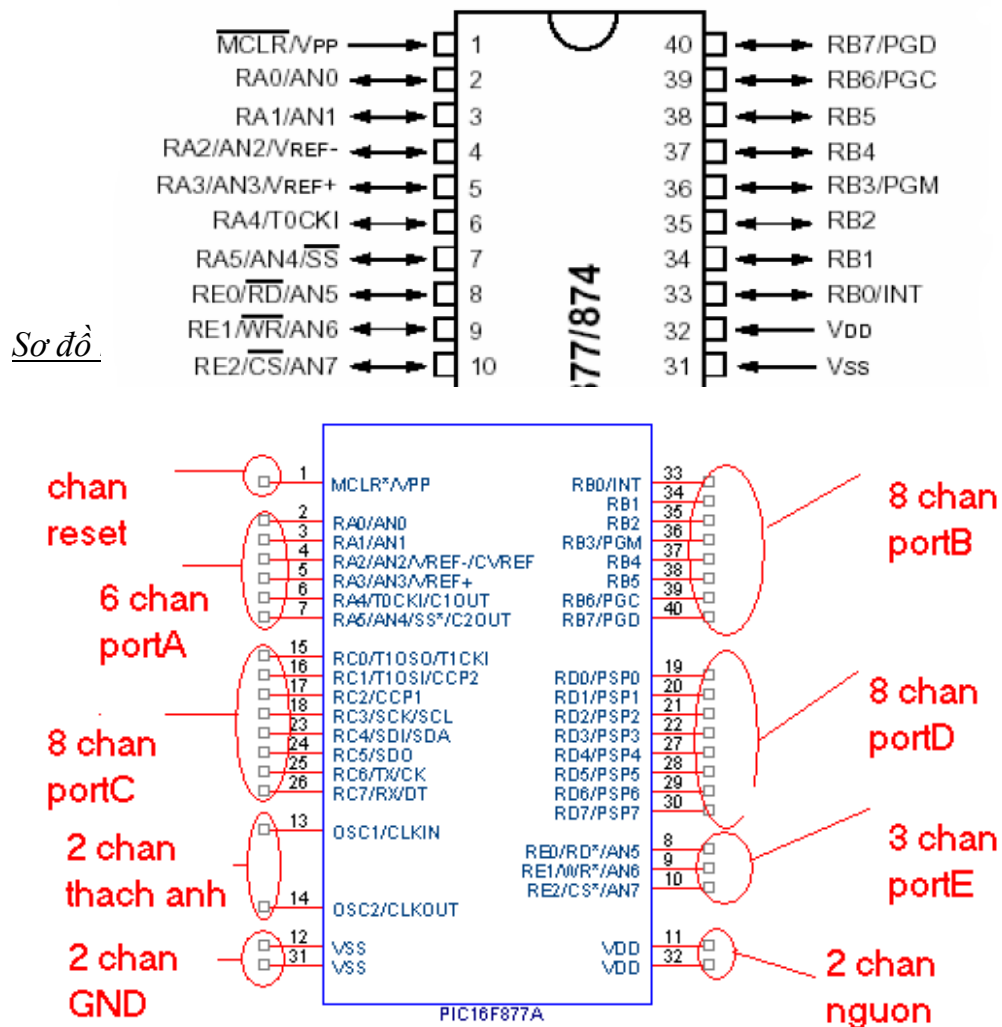 MCLR/VPP 1 40 RB7/PGD
RA0/AN0 2 39 RB6/PGC
RA1/AN1 3 38 RB5
RA2/AN2/VREF- 4 37 RB4
RA3/AN3/VREF+ 5 36 RB3/PGM
RA4/T0CKI 6 35 RB2
RA5/AN4/SS 7 34 RB1
RE0/RD/AN5 8 33 RB0/INT
RE1/WR/AN6 9 32 VDD
RE2/CS/AN7 10 31 VSS
877/874
Sơ đồ
chan
reset
1 MCLR*/VPP
6 chan
portA
2 RA0/AN0
3 RA1/AN1
4 RA2/AN2/VREF-/CVREF
5 RA3/AN3/VREF+
6 RA4/T0CKI/C1OUT
7 RA5/AN4/SS*/C2OUT
8 chan
portC
15 RC0/T1OSO/T1CKI
16 RC1/T1OSI/CCP2
17 RC2/CCP1
18 RC3/SCK/SCL
23 RC4/SDI/SDA
24 RC5/SDO
25 RC6/TX/CK
26 RC7/RX/DT
2 chan
thach anh
13 OSC1/CLKIN
14 OSC2/CLKOUT
2 chan
GND
12 VSS
31 VSS
RB0/INT 33
RB1 34
RB2 35
RB3/PGM 36
RB4 37
RB5 38
RB6/PGC 39
RB7/PGD 40
8 chan
portB
RD0/PSP0 19
RD1/PSP1 20
RD2/PSP2 21
RD3/PSP3 22
RD4/PSP4 27
RD5/PSP5 28
RD6/PSP6 29
RD7/PSP7 30
8 chan
portD
RE0/RD*/AN5 8
RE1/WR*/AN6 9
RE2/CS*/AN7 10
3 chan
portE
VDD 11
VDD 32
2 chan
nguon
PIC16F877A